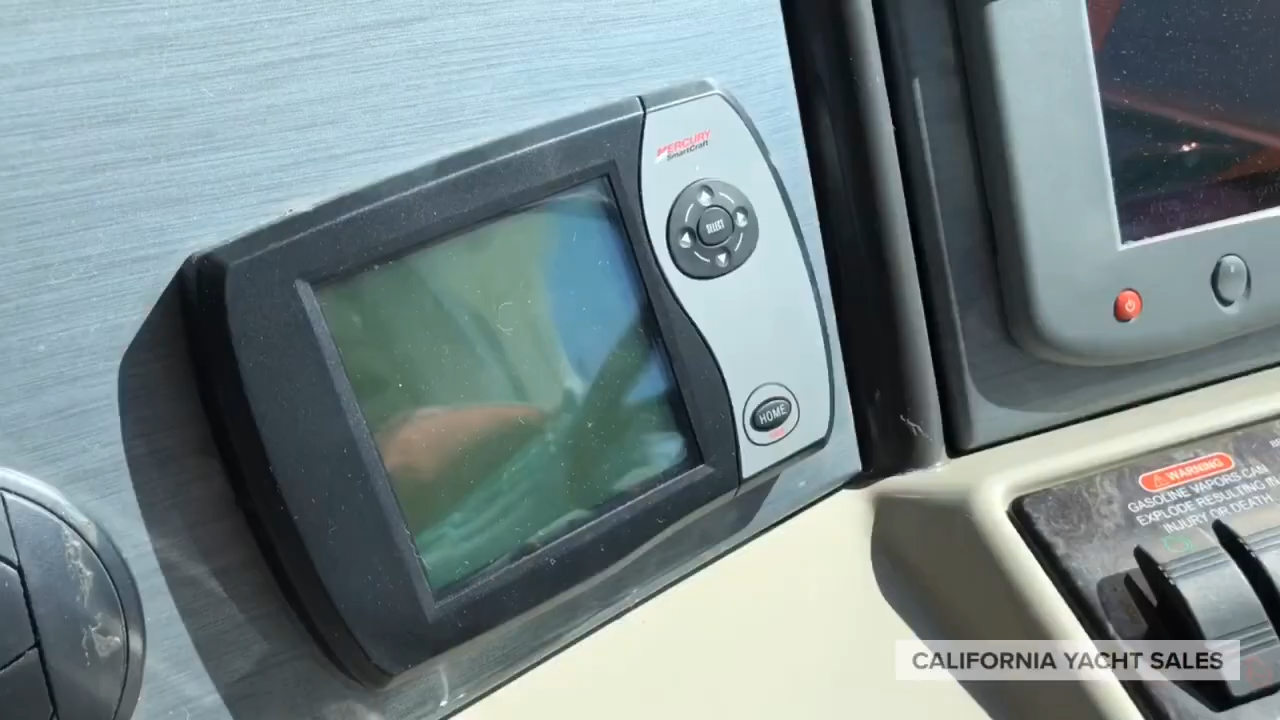 MERCURY
SmartCraft
SELECT
HOME
WARNING
GASOLINE VAPORS CAN
EXPLODE RESULTING IN
INJURY OR DEATH
CALIFORNIA YACHT SALES